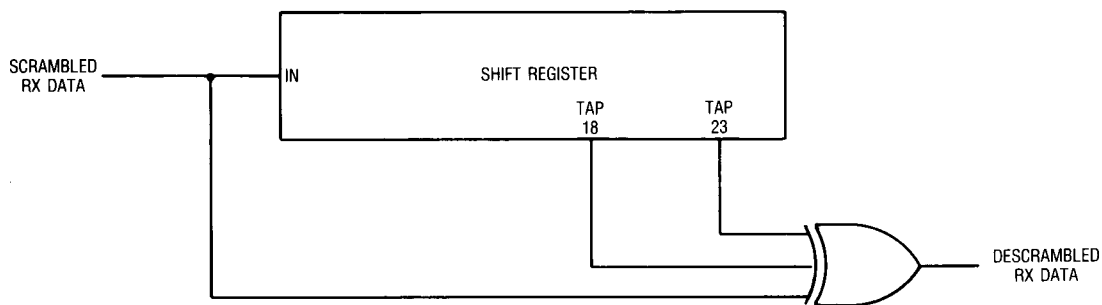 SCRAMBLED
RX DATA
IN
SHIFT REGISTER
TAP
18
TAP
23
DESCRAMBLED
RX DATA